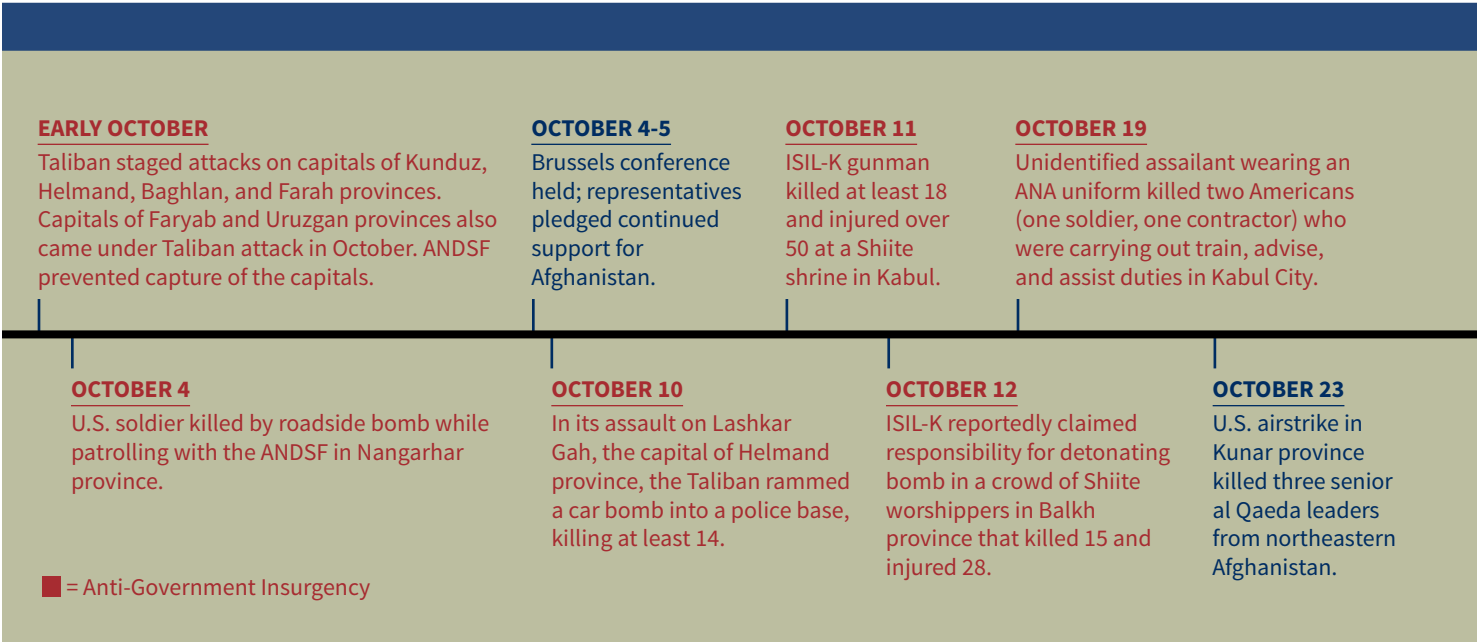 EARLY OCTOBER
Taliban staged attacks on capitals of Kunduz,
Helmand, Baghlan, and Farah provinces.
Capitals of Faryab and Uruzgan provinces also
came under Taliban attack in October. ANDSF
prevented capture of the capitals.
OCTOBER 4-5
Brussels conference
held; representatives
pledged continued
support for
Afghanistan.
OCTOBER 11
ISIL-K gunman
killed at least 18
and injured over
50 at a Shiite
shrine in Kabul.
OCTOBER 19
Unidentified assailant wearing an
ANA uniform killed two Americans
(one soldier, one contractor) who
were carrying out train, advise,
and assist duties in Kabul City.
OCTOBER 4
U.S. soldier killed by roadside bomb while
patrolling with the ANDSF in Nangarhar
province.
OCTOBER 10
In its assault on Lashkar
Gah, the capital of Helmand
province, the Taliban rammed
a car bomb into a police base,
killing at least 14.
OCTOBER 12
ISIL-K reportedly claimed
responsibility for detonating
bomb in a crowd of Shiite
worshippers in Balkh
province that killed 15 and
injured 28.
OCTOBER 23
U.S. airstrike in
Kunar province
killed three senior
al Qaeda leaders
from northeastern
Afghanistan.
= Anti-Government Insurgency